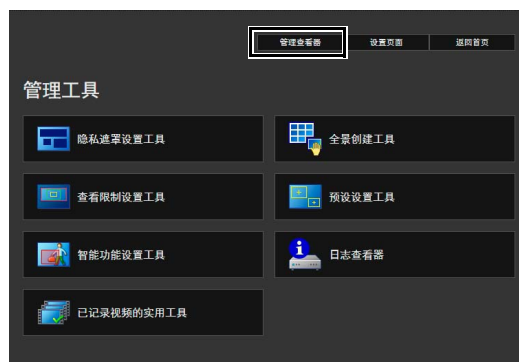 管理查看器 设置页面 返回首页
管理工具
隐私遮罩设置工具 全景创建工具
查看限制设置工具 预设设置工具
智能功能设置工具 日志查看器
已记录视频的实用工具